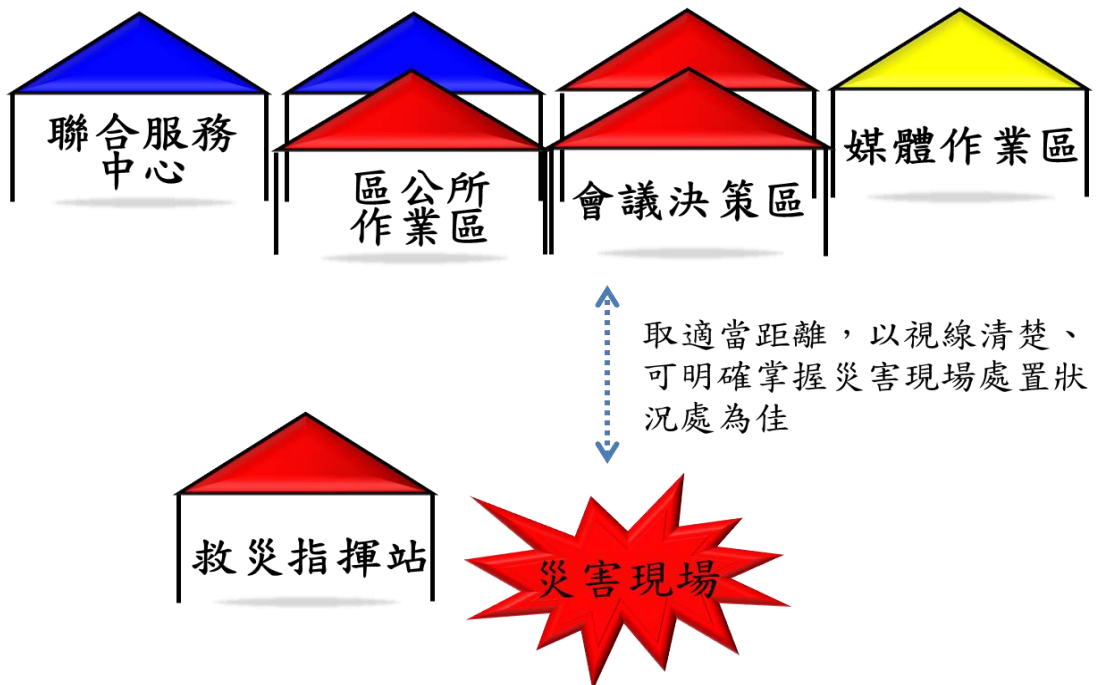 聯合服務
中心
區公所
作業區
會議決策區
媒體作業區
取適當距離，以視線清楚、
可明確掌握災害現場處置狀
況處為佳
救災指揮站
災害現場